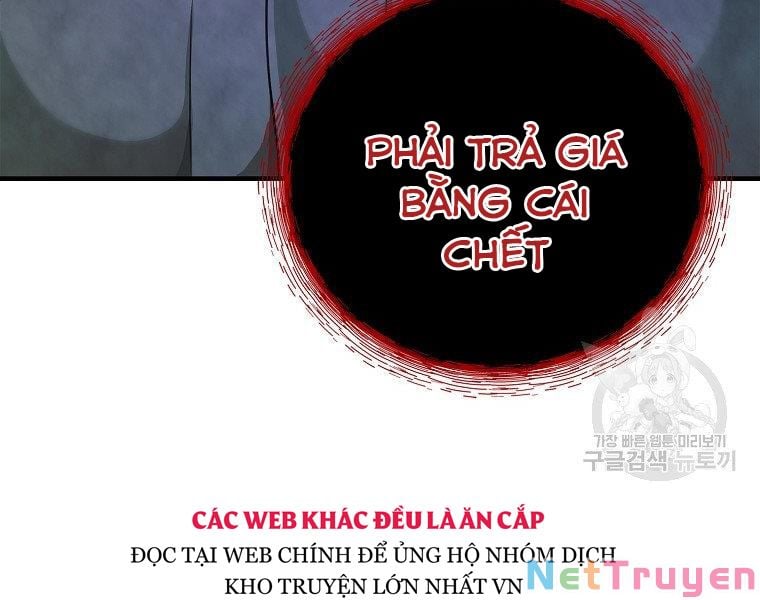 PHẢI TRẢ GIÁ
BẰNG CÁI
CHẾT
가장 빠른 웹툰 미리보기
구글검색 뉴토끼
CÁC WEB KHÁC ĐỀU LÀ ĂN CẮP
ĐỌC TẠI WEB CHÍNH ĐỂ ỦNG HỘ NHÓM DỊCH
KHO TRUYỆN LỚN NHẤT VN
NetTruyen